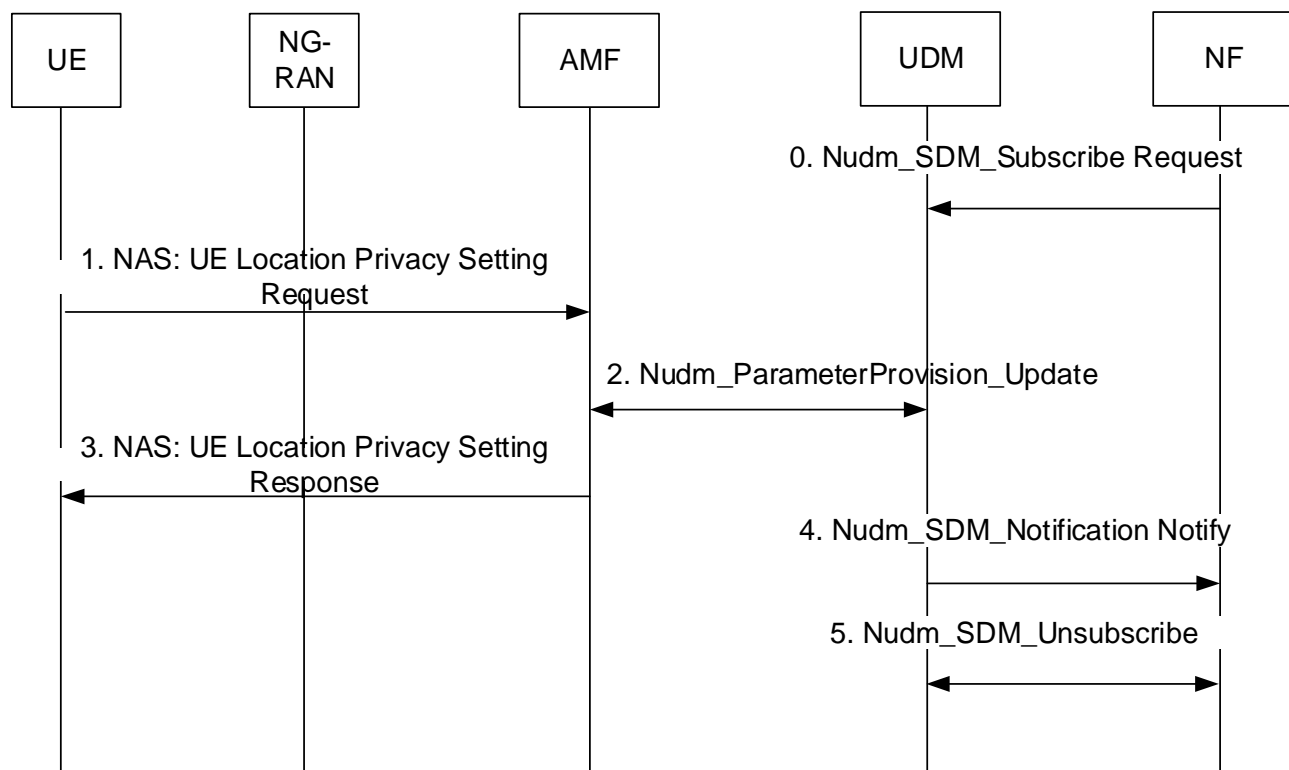 UE
NG-
RAN
AMF
UDM
NF
0. Nudm_SDM_Subscribe Request
1. NAS: UE Location Privacy Setting
Request
2. Nudm_ParameterProvision_Update
3. NAS: UE Location Privacy Setting
Response
4. Nudm_SDM_Notification Notify
5. Nudm_SDM_Unsubscribe